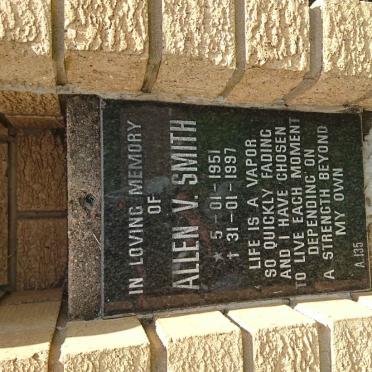 IN LOVING MEMORY
OF
ALLEN V. SMITH
★ 5-01-1951
✝ 31-01-1997
LIFE IS A VAPOR
SO QUICKLY FADING
AND I HAVE CHOSEN
TO LIVE EACH MOMENT
DEPENDING ON
A STRENGTH BEYOND
MY OWN
A.135